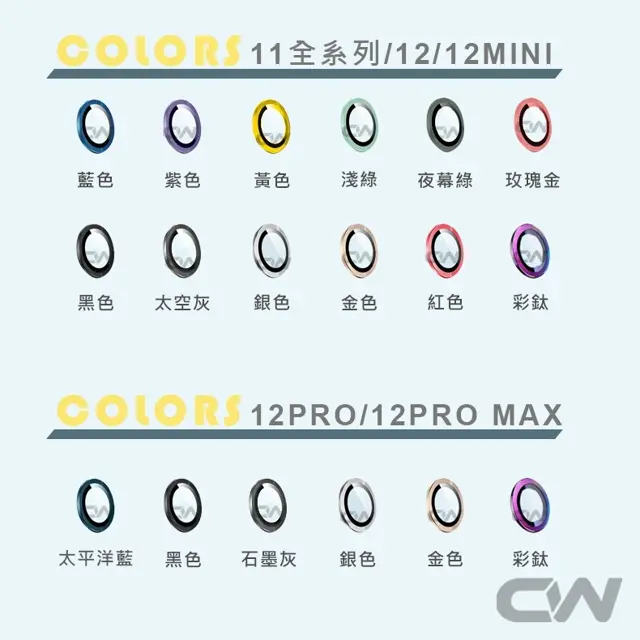 COLORS 11全系列/12/12MINI
藍色 紫色 黃色 淺綠 夜幕綠 玫瑰金
黑色 太空灰 銀色 金色 紅色 彩鈦
COLORS 12PRO/12PRO MAX
太平洋藍 黑色 石墨灰 銀色 金色 彩鈦
CW